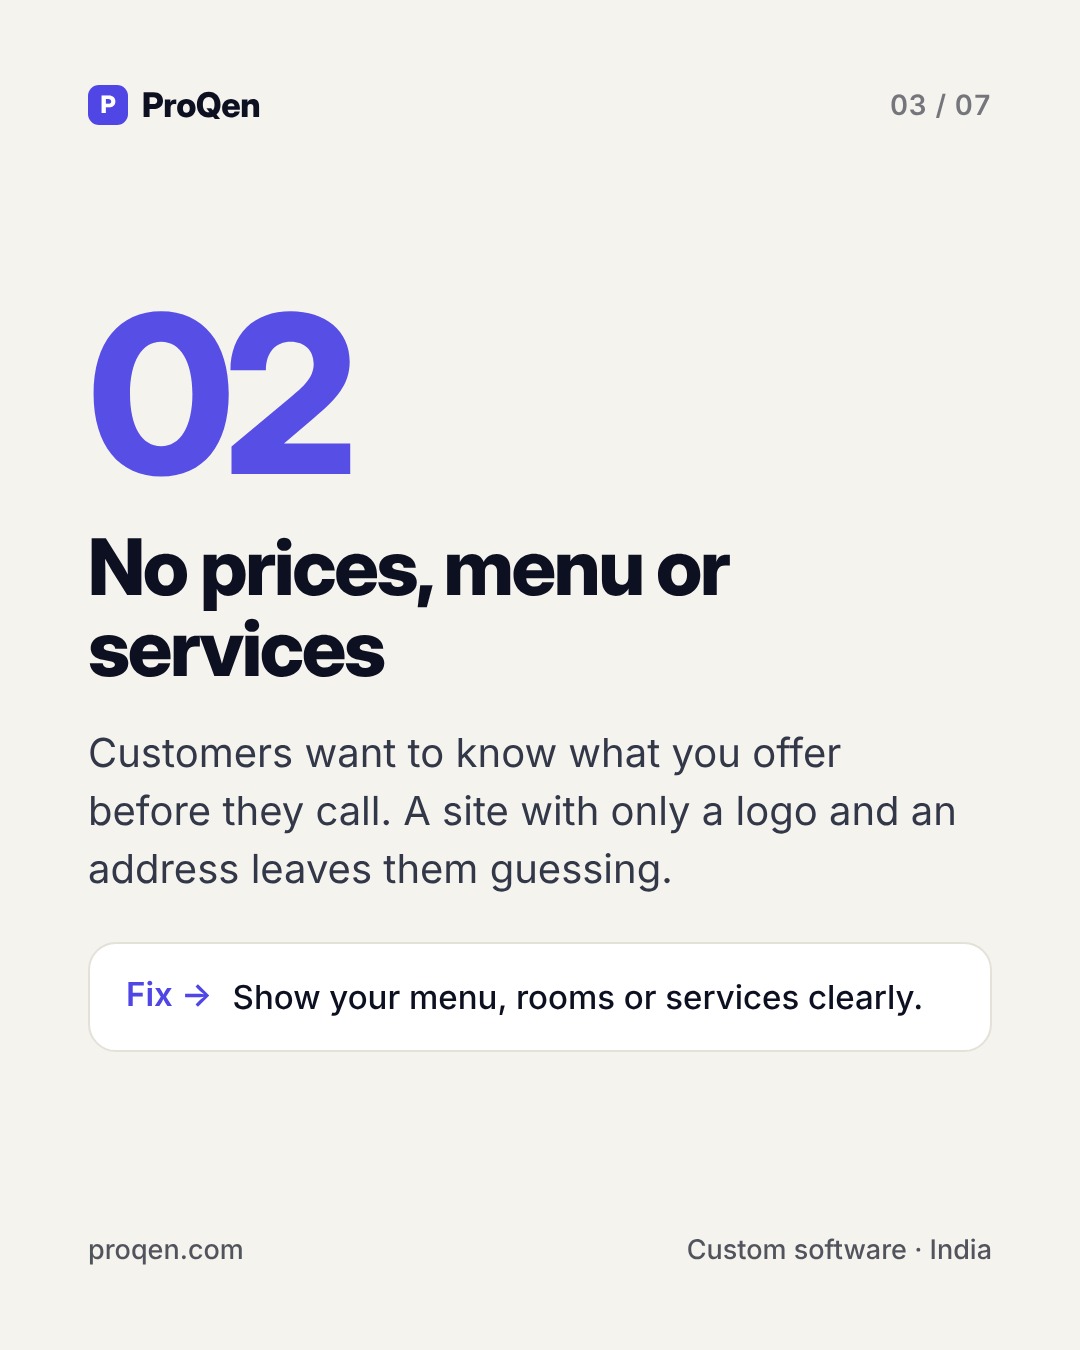 P ProQen
03 / 07
02
No prices, menu or
services
Customers want to know what you offer
before they call. A site with only a logo and an
address leaves them guessing.
Fix → Show your menu, rooms or services clearly.
proqen.com
Custom software · India